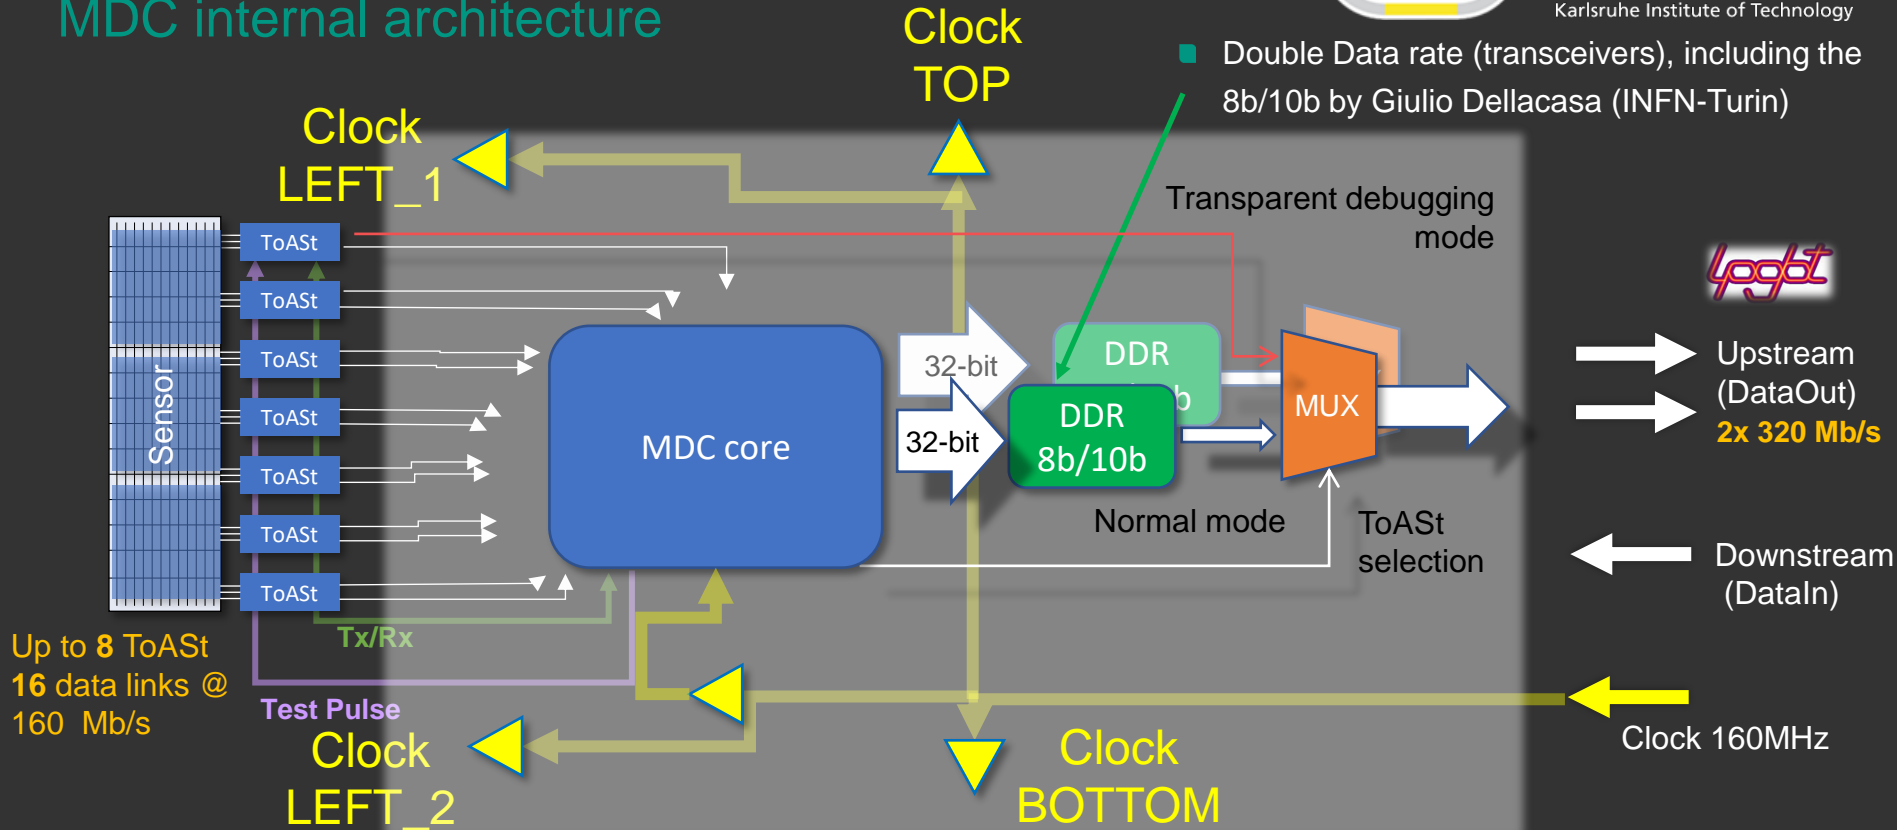 MDC internal architecture
Karlsruhe Institute of Technology
Double Data rate (transceivers), including the
8b/10b by Giulio Dellacasa (INFN-Turin)
Clock
TOP
Clock
LEFT_1
Transparent debugging
mode
ToASt
ToASt
ToASt
ToASt
ToASt
ToASt
ToASt
Sensor
MDC core
32-bit
32-bit
DDR
b
DDR
8b/10b
MUX
lpgbt
Upstream
(DataOut)
2x 320 Mb/s
Normal mode
ToASt
selection
Downstream
(DataIn)
Up to 8 ToASt
16 data links @
160 Mb/s
Tx/Rx
Test Pulse
Clock
LEFT_2
Clock
BOTTOM
Clock 160MHz